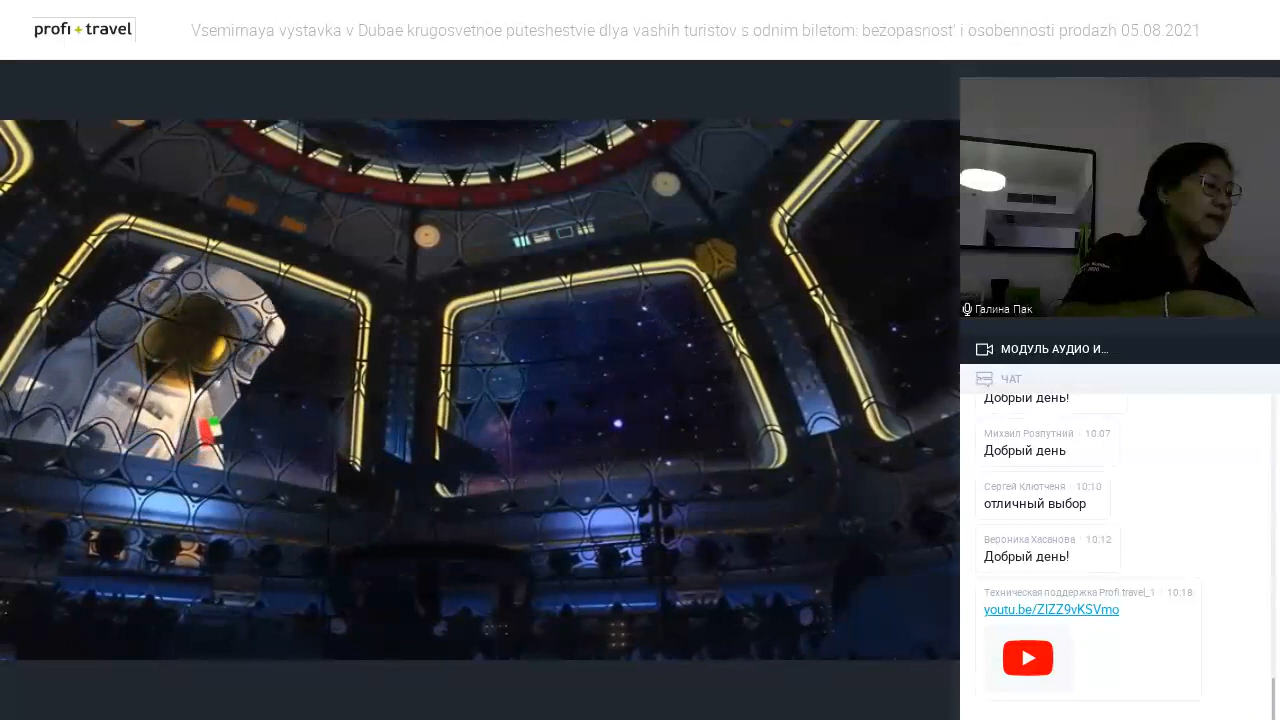 profi travel
Vsemirnaya vystavka v Dubae krugosvetnoe puteshestvie dlya vashih turistov s odnim biletom: bezopasnost' i osobennosti prodazh 05.08.2021
Галина Пак
МОДУЛЬ АУДИО И...
ЧАТ
Добрый день!
Михаил Розпутний 10:07
Добрый день
Сергей Клютченя 10:10
отличный выбор
Вероника Хасанова 10:12
Добрый день!
Техническая поддержка Profi.travel_1 10:18
youtu.be/ZlZZ9vKSVmo